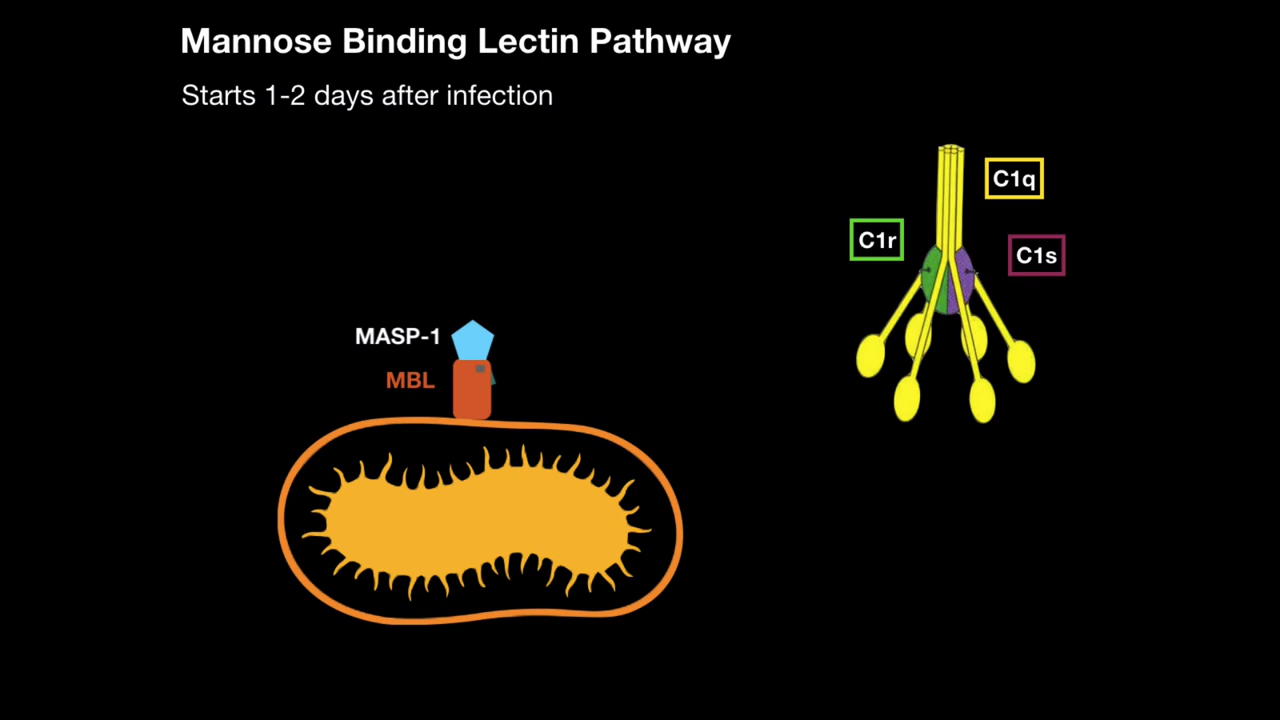 Mannose Binding Lectin Pathway
Starts 1-2 days after infection
C1q
C1r
C1s
MASP-1
MBL